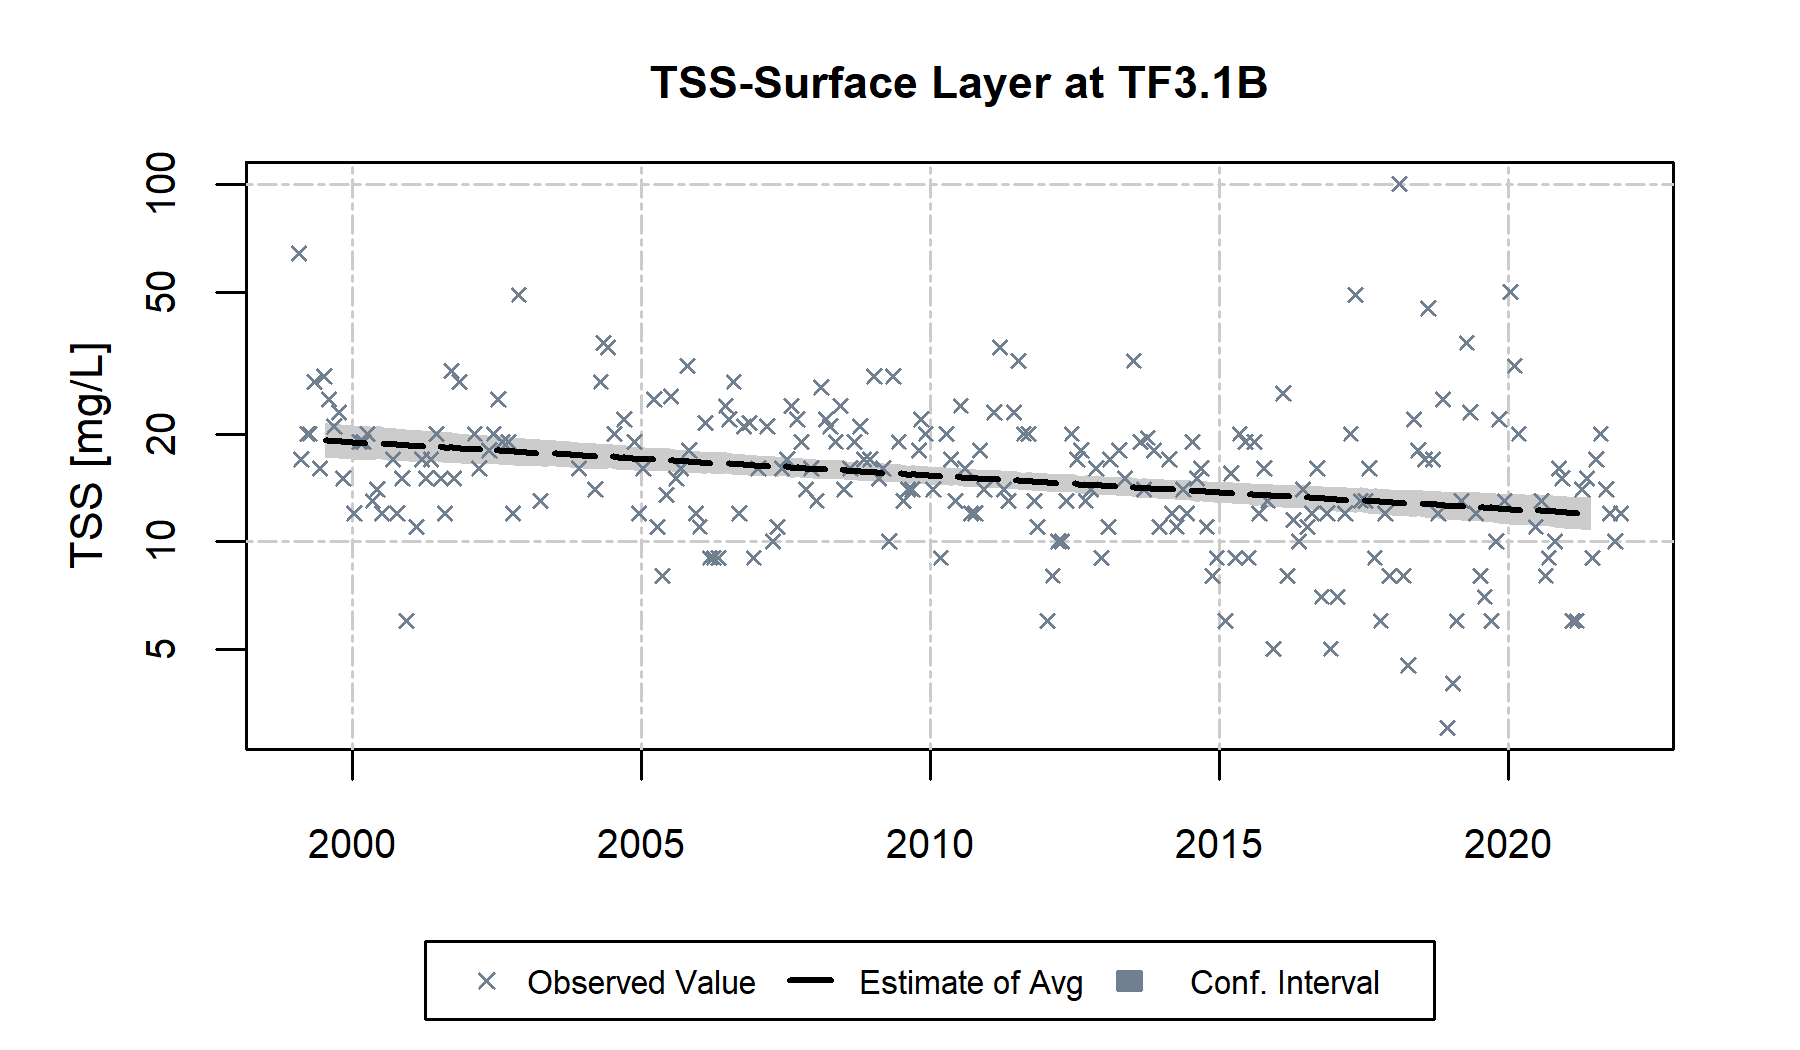 TSS-Surface Layer at TF3.1B
TSS [mg/L]
100
50
20
10
5
2000 2005 2010 2015 2020
Observed Value Estimate of Avg Conf. Interval